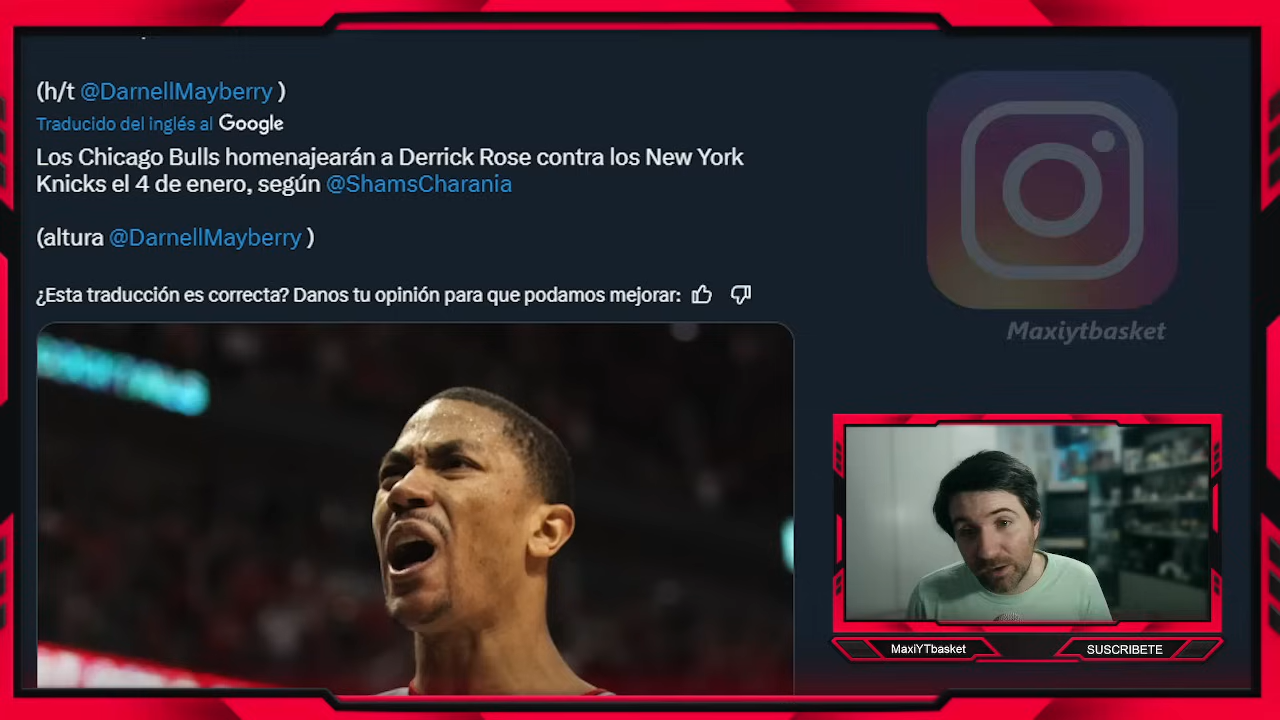 (h/t @DarnellMayberry )
Traducido del inglés al Google
Los Chicago Bulls homenajearán a Derrick Rose contra los New York
Knicks el 4 de enero, según @ShamsCharania
(altura @DarnellMayberry )
¿Esta traducción es correcta? Danos tu opinión para que podamos mejorar:
Maxiytbasket
MaxiYTbasket
SUSCRIBETE